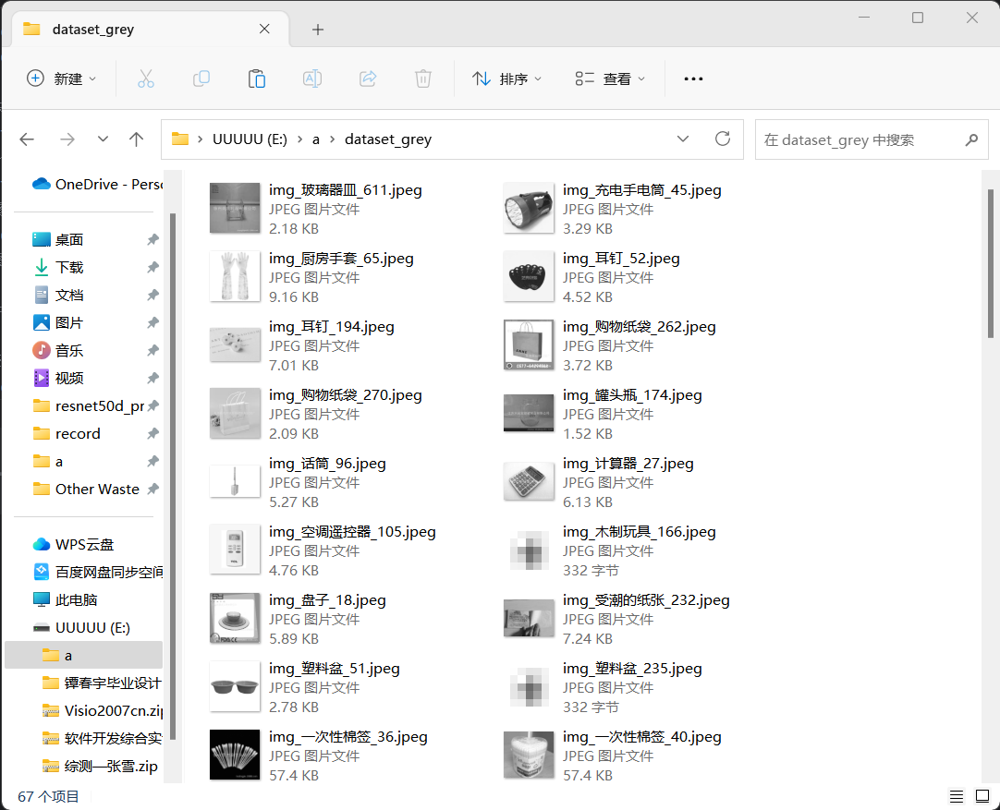 dataset_grey
新建
排序
查看
UUUUU (E:)
a
dataset_grey
在 dataset_grey 中搜索
OneDrive - Pers
桌面
下载
文档
图片
音乐
视频
resnet50d_pr
record
a
Other Waste
WPS云盘
百度网盘同步空间
此电脑
UUUUU (E:)
a
镡春宇毕业设计
Visio2007cn.zip
软件开发综合实
综测—张雪.zip
img_玻璃器皿_611.jpeg
JPEG 图片文件
2.18 KB
img_充电手电筒_45.jpeg
JPEG 图片文件
3.29 KB
img_厨房手套_65.jpeg
JPEG 图片文件
9.16 KB
img_耳钉_52.jpeg
JPEG 图片文件
4.52 KB
img_耳钉_194.jpeg
JPEG 图片文件
7.01 KB
img_购物纸袋_262.jpeg
JPEG 图片文件
3.72 KB
img_购物纸袋_270.jpeg
JPEG 图片文件
2.09 KB
img_罐头瓶_174.jpeg
JPEG 图片文件
1.52 KB
img_话筒_96.jpeg
JPEG 图片文件
5.27 KB
img_计算器_27.jpeg
JPEG 图片文件
6.13 KB
img_空调遥控器_105.jpeg
JPEG 图片文件
4.76 KB
img_木制玩具_166.jpeg
JPEG 图片文件
332 字节
img_盘子_18.jpeg
JPEG 图片文件
5.89 KB
img_受潮的纸张_232.jpeg
JPEG 图片文件
7.24 KB
img_塑料盆_51.jpeg
JPEG 图片文件
2.78 KB
img_塑料盆_235.jpeg
JPEG 图片文件
332 字节
img_一次性棉签_36.jpeg
JPEG 图片文件
57.4 KB
img_一次性棉签_40.jpeg
JPEG 图片文件
57.4 KB
67 个项目